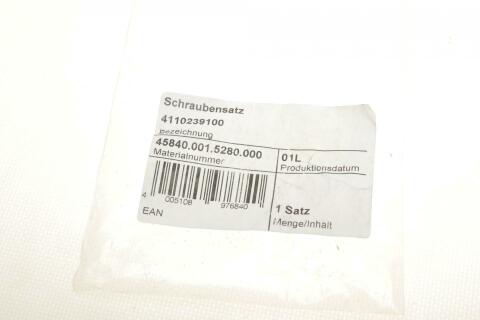 Schraubensatz
4110239100
Bezeichnung
45840.001.5280.000
Materialnummer
01L
Produktionsdatum
4 005108 976840
EAN
1 Satz
Menge/Inhalt